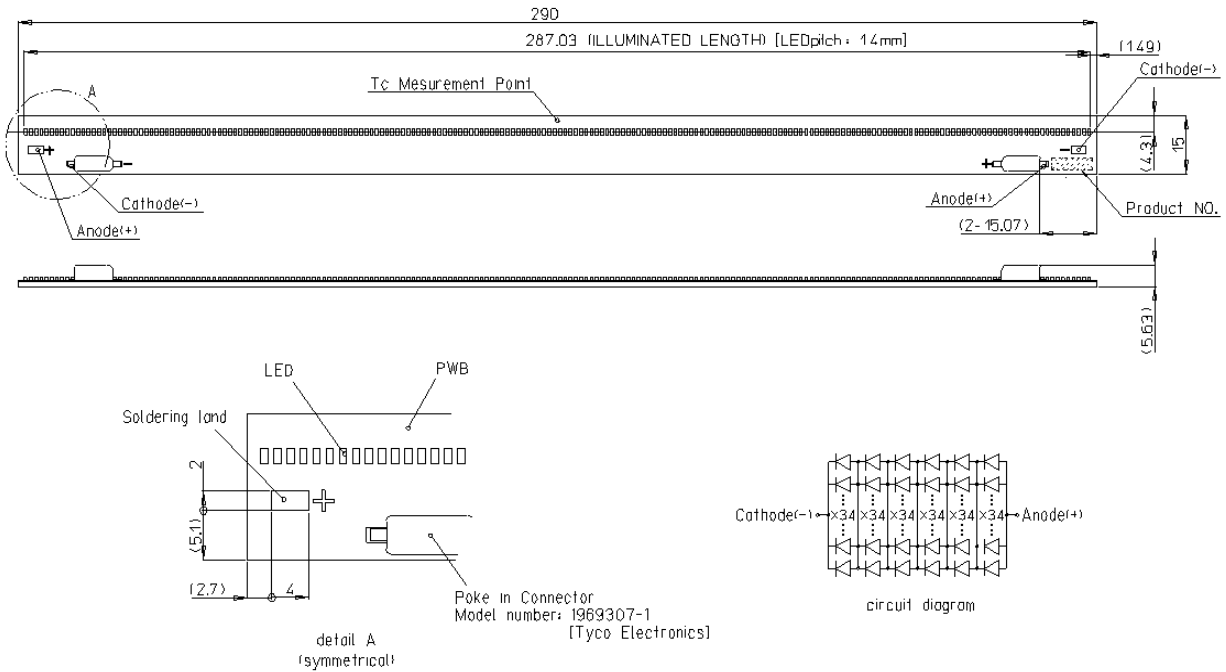 290
287.03 (ILLUMINATED LENGTH) [LEDpitch: 14mm]
(149)
Cathode(-)
A
Tc Mesurement Point
+
-
+
-
(4.3)
15
Cathode(-)
Anode(+)
Anode(+)
Product NO.
(2-15.07)
(5.63)
LED
PWB
Soldering land
2
(5.1)
(2.7)
4
Poke in Connector
Model number: 1969307-1
[Tyco Electronics]
detail A
(symmetrical)
Cathode(-) ×34 ×34 ×34 ×34 ×34 ×34 Anode(+)
circuit diagram